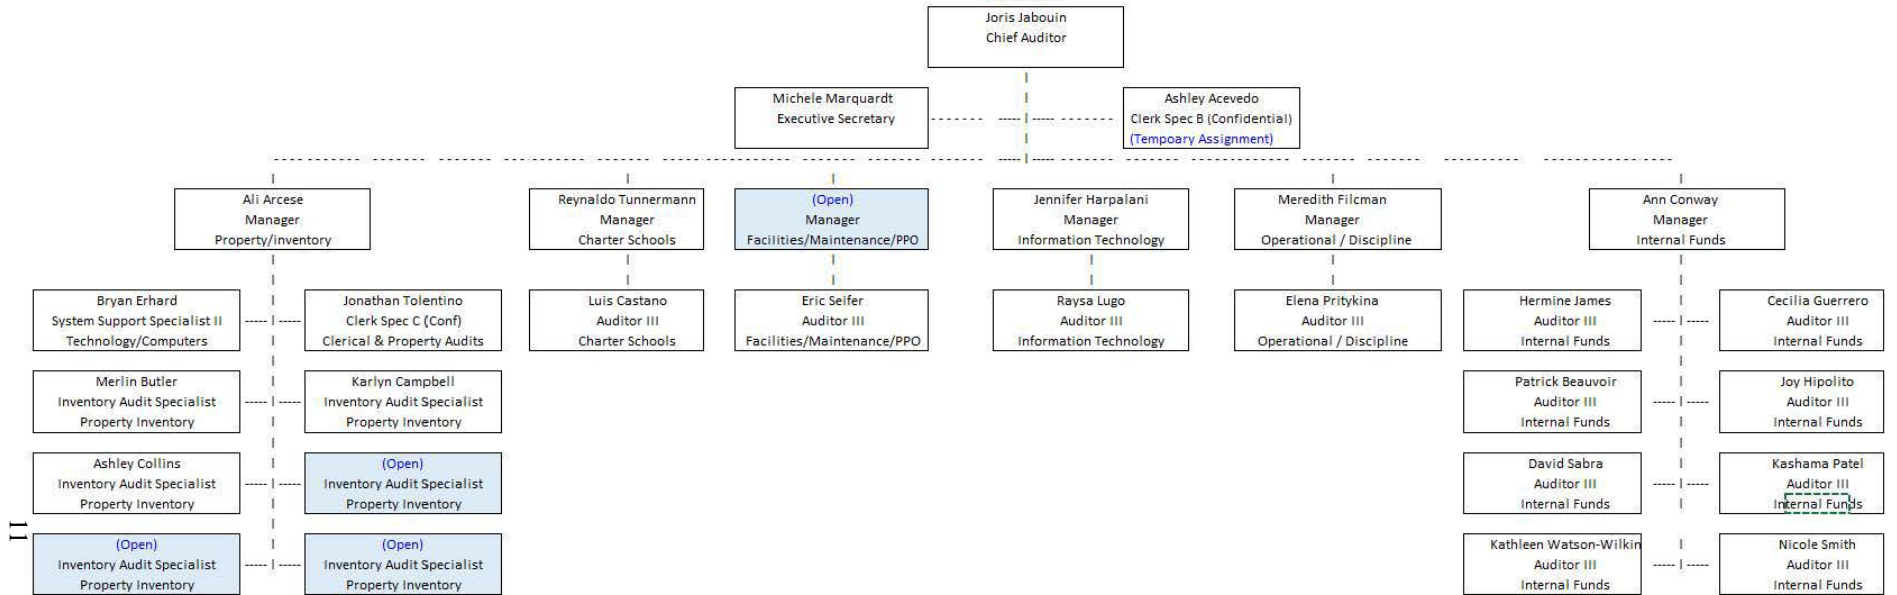 Joris Jabouin
Chief Auditor
Michele Marquardt
Executive Secretary
Ashley Acevedo
Clerk Spec B (Confidential)
(Tempoary Assignment)
Ali Arcese
Manager
Property/inventory
Reynaldo Tunnermann
Manager
Charter Schools
(Open)
Manager
Facilities/Maintenance/PPO
Jennifer Harpalani
Manager
Information Technology
Meredith Filcman
Manager
Operational / Discipline
Ann Conway
Manager
Internal Funds
Bryan Erhard
System Support Specialist II
Technology/Computers
Jonathan Tolentino
Clerk Spec C (Conf)
Clerical & Property Audits
Luis Castano
Auditor III
Charter Schools
Eric Seifer
Auditor III
Facilities/Maintenance/PPO
Raysa Lugo
Auditor III
Information Technology
Elena Pritykina
Auditor III
Operational / Discipline
Hermine James
Auditor III
Internal Funds
Cecilia Guerrero
Auditor III
Internal Funds
Merlin Butler
Inventory Audit Specialist
Property Inventory
Karlyn Campbell
Inventory Audit Specialist
Property Inventory
Patrick Beauvoir
Auditor III
Internal Funds
Joy Hipolito
Auditor III
Internal Funds
Ashley Collins
Inventory Audit Specialist
Property Inventory
(Open)
Inventory Audit Specialist
Property Inventory
David Sabra
Auditor III
Internal Funds
Kashama Patel
Auditor III
Internal Funds
(Open)
Inventory Audit Specialist
Property Inventory
(Open)
Inventory Audit Specialist
Property Inventory
Kathleen Watson-Wilkin
Auditor III
Internal Funds
Nicole Smith
Auditor III
Internal Funds
11